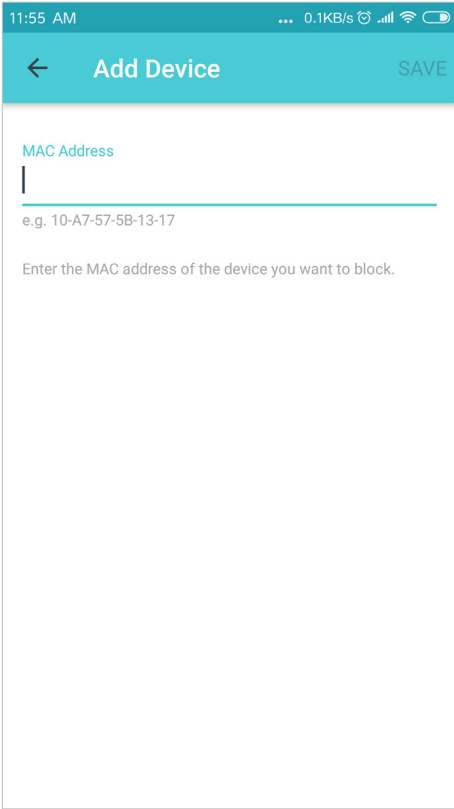 11:55 AM ... 0.1KB/s
Add Device SAVE
MAC Address
e.g. 10-A7-57-5B-13-17
Enter the MAC address of the device you want to block.